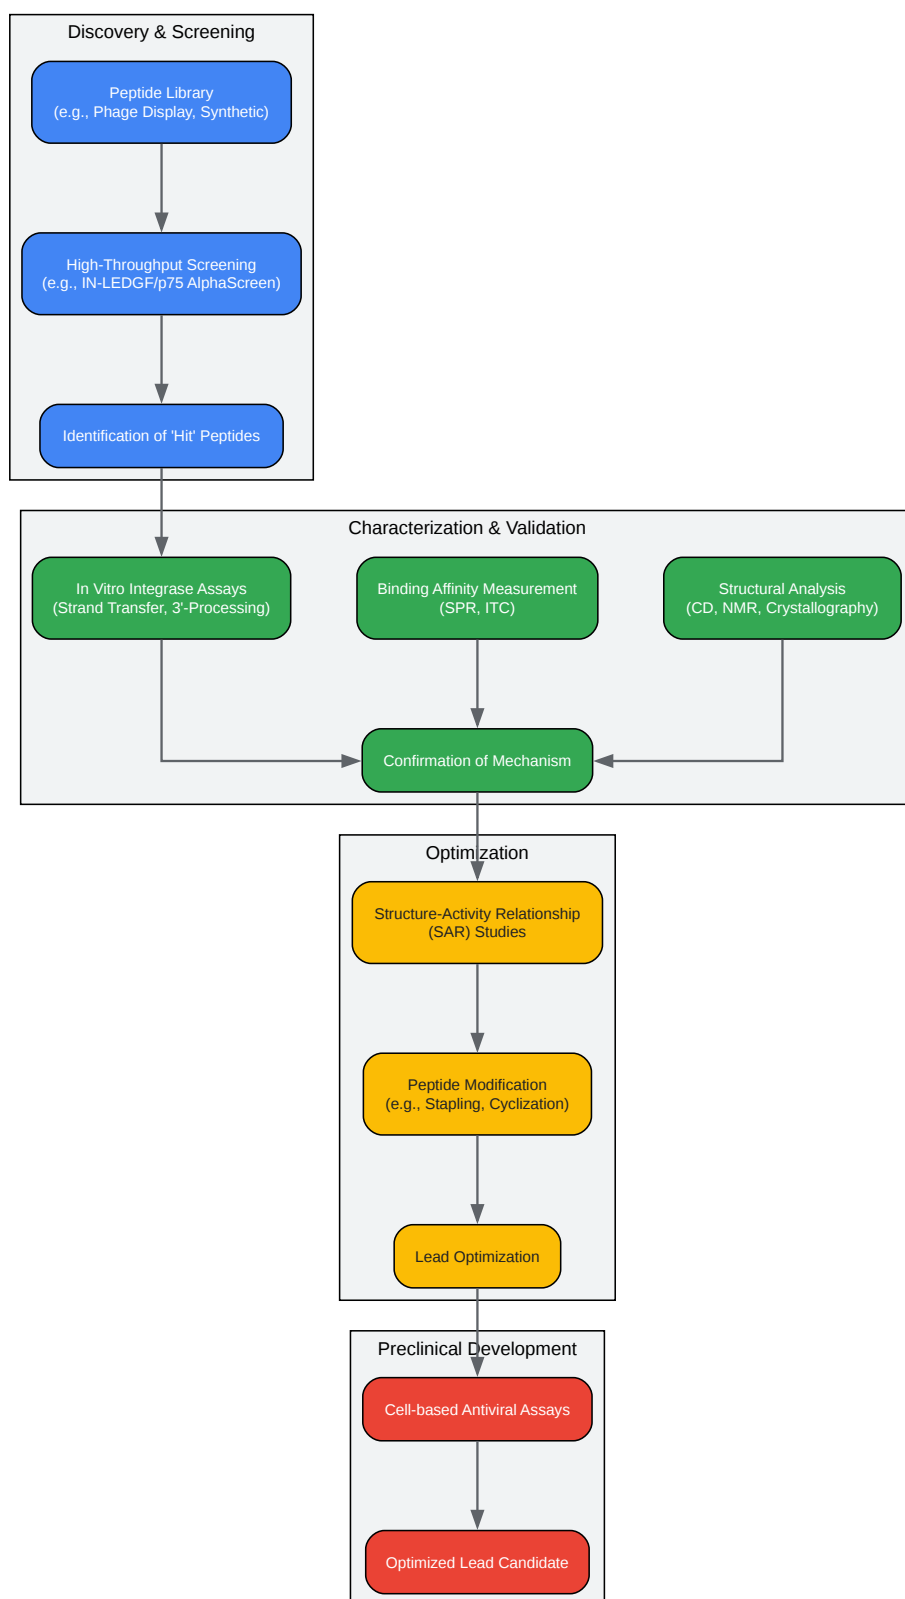 Discovery & Screening
Peptide Library
(e.g., Phage Display, Synthetic)
High-Throughput Screening
(e.g., IN-LEDGF/p75 AlphaScreen)
Identification of 'Hit' Peptides
Characterization & Validation
In Vitro Integrase Assays
(Strand Transfer, 3'-Processing)
Binding Affinity Measurement
(SPR, ITC)
Structural Analysis
(CD, NMR, Crystallography)
Confirmation of Mechanism
Optimization
Structure-Activity Relationship
(SAR) Studies
Peptide Modification
(e.g., Stapling, Cyclization)
Lead Optimization
Preclinical Development
Cell-based Antiviral Assays
Optimized Lead Candidate